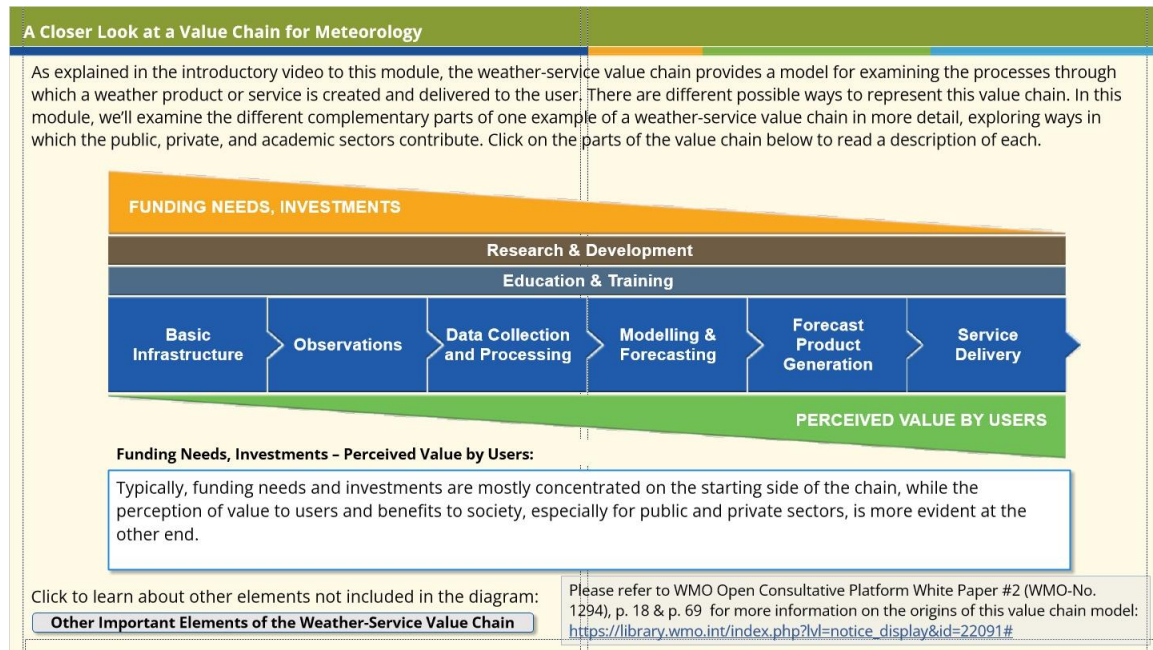 A Closer Look at a Value Chain for Meteorology
As explained in the introductory video to this module, the weather-service value chain provides a model for examining the processes through
which a weather product or service is created and delivered to the user. There are different possible ways to represent this value chain. In this
module, we'll examine the different complementary parts of one example of a weather-service value chain in more detail, exploring ways in
which the public, private, and academic sectors contribute. Click on the parts of the value chain below to read a description of each.
FUNDING NEEDS, INVESTMENTS
Research & Development
Education & Training
Basic
Infrastructure
Observations
Data Collection
and Processing
Modelling &
Forecasting
Forecast
Product
Generation
Service
Delivery
PERCEIVED VALUE BY USERS
Funding Needs, Investments – Perceived Value by Users:
Typically, funding needs and investments are mostly concentrated on the starting side of the chain, while the
perception of value to users and benefits to society, especially for public and private sectors, is more evident at the
other end.
Click to learn about other elements not included in the diagram:
Other Important Elements of the Weather-Service Value Chain
Please refer to WMO Open Consultative Platform White Paper #2 (WMO-No.
1294), p. 18 & p. 69 for more information on the origins of this value chain model:
https://library.wmo.int/index.php?lvl=notice_display&id=22091#